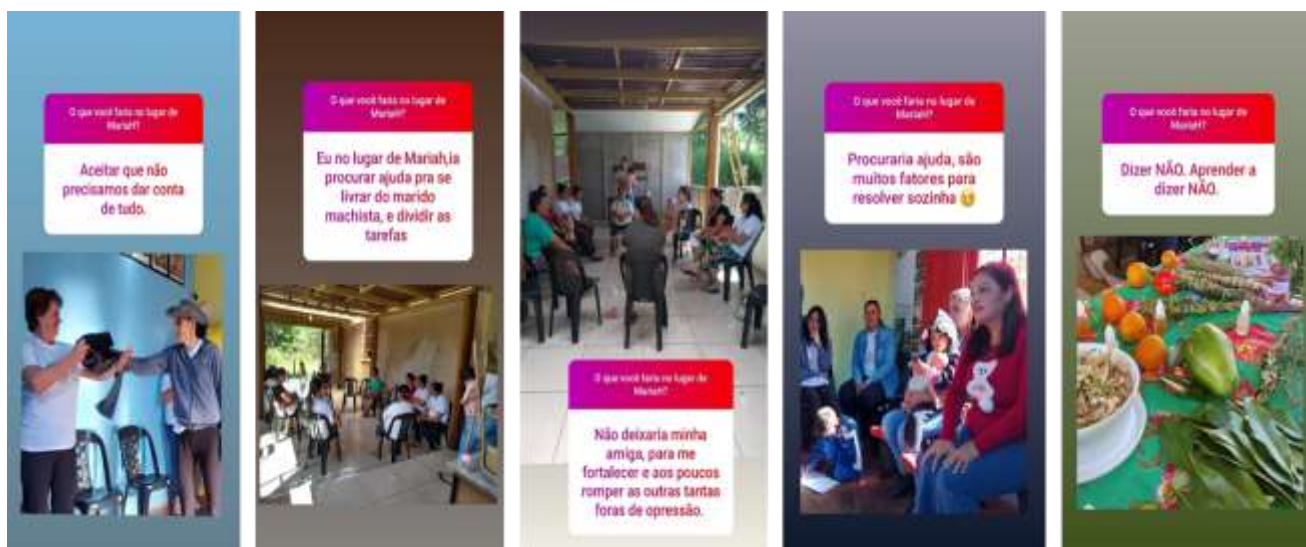 O que você faria no lugar de
MariaH?
Aceitar que não
precisamos dar conta
de tudo.
O que você faria no lugar de
MariaH?
Eu no lugar de Mariah,ia
procurar ajuda pra se
livrar do marido
machista, e dividir as
tarefas
O que você faria no lugar de
MariaH?
Não deixaria minha
amiga, para me
fortalecer e aos poucos
romper as outras tantas
foras de opressão.
O que você faria no lugar de
MariaH?
Procuraria ajuda, são
muitos fatores para
resolver sozinha 🥴
O que você faria no lugar de
MariaH?
Dizer NÃO. Aprender a
dizer NÃO.